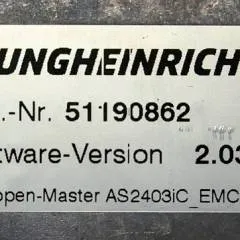 UNGHEINRICH
.-Nr. 51190862
tware-Version 2.03
open-Master AS2403iC_EMC